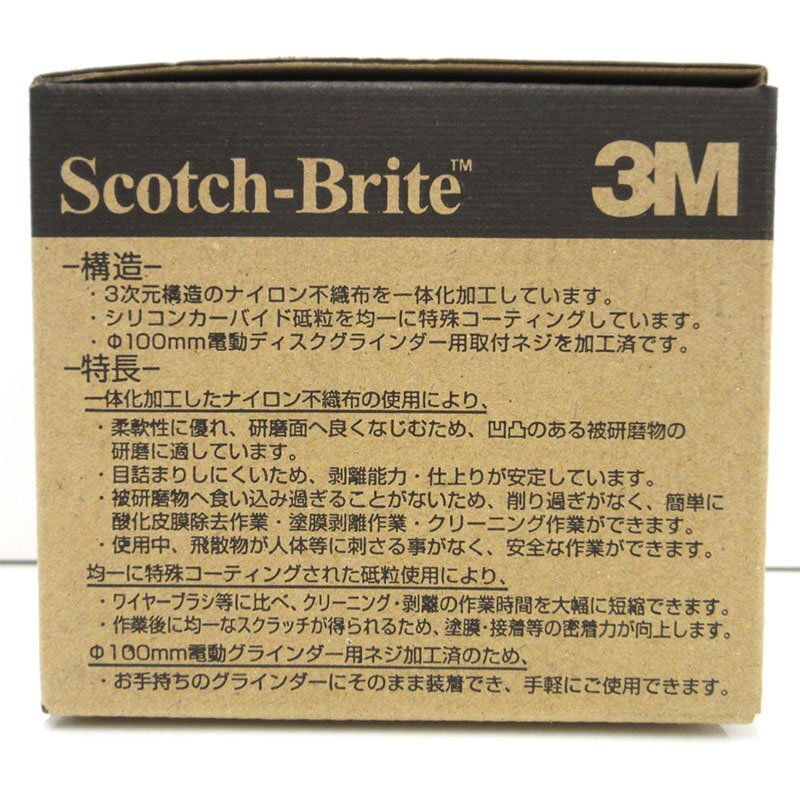 Scotch-Brite™ 3M
-構造-
・3次元構造のナイロン不織布を一体化加工しています。
・シリコンカーバイド砥粒を均一に特殊コーティングしています。
・Φ100mm電動ディスクグラインダー用取付ネジを加工済です。
-特長-
一体化加工したナイロン不織布の使用により、
・柔軟性に優れ、研磨面へ良くなじむため、凹凸のある被研磨物の
研磨に適しています。
・目詰まりしにくいため、剥離能力・仕上りが安定しています。
・被研磨物へ食い込み過ぎることがないため、削り過ぎがなく、簡単に
酸化皮膜除去作業・塗膜剥離作業・クリーニング作業ができます。
・使用中、飛散物が人体等に刺さる事がなく、安全な作業ができます。
均一に特殊コーティングされた砥粒使用により、
・ワイヤーブラシ等に比べ、クリーニング・剥離の作業時間を大幅に短縮できます。
・作業後に均一なスクラッチが得られるため、塗膜・接着等の密着力が向上します。
Φ100mm電動グラインダー用ネジ加工済のため、
・お手持ちのグラインダーにそのまま装着でき、手軽にご使用できます。